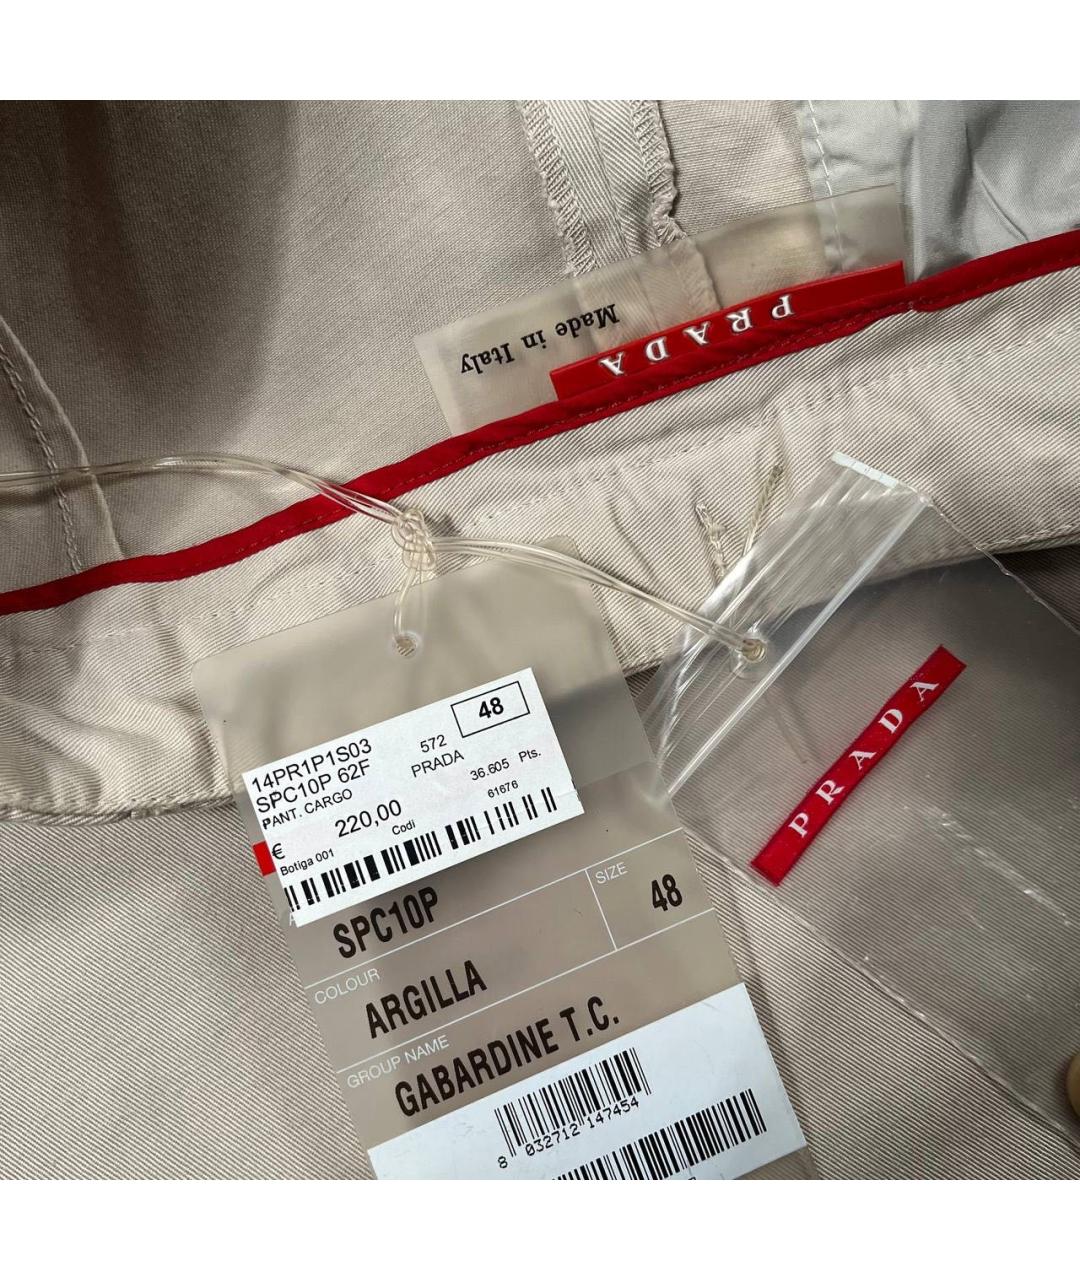 PRADA
Made in Italy
PRADA
48
14PR1P1S03
572
SPC10P 62F
PRADA
PANT. CARGO
36.605 Pts.
€ 220,00
61676
Codi
Botiga 001
SPC10P
SIZE
48
COLOUR
ARGILLA
GROUP NAME
GABARDINE T.C.
8 032712 147454